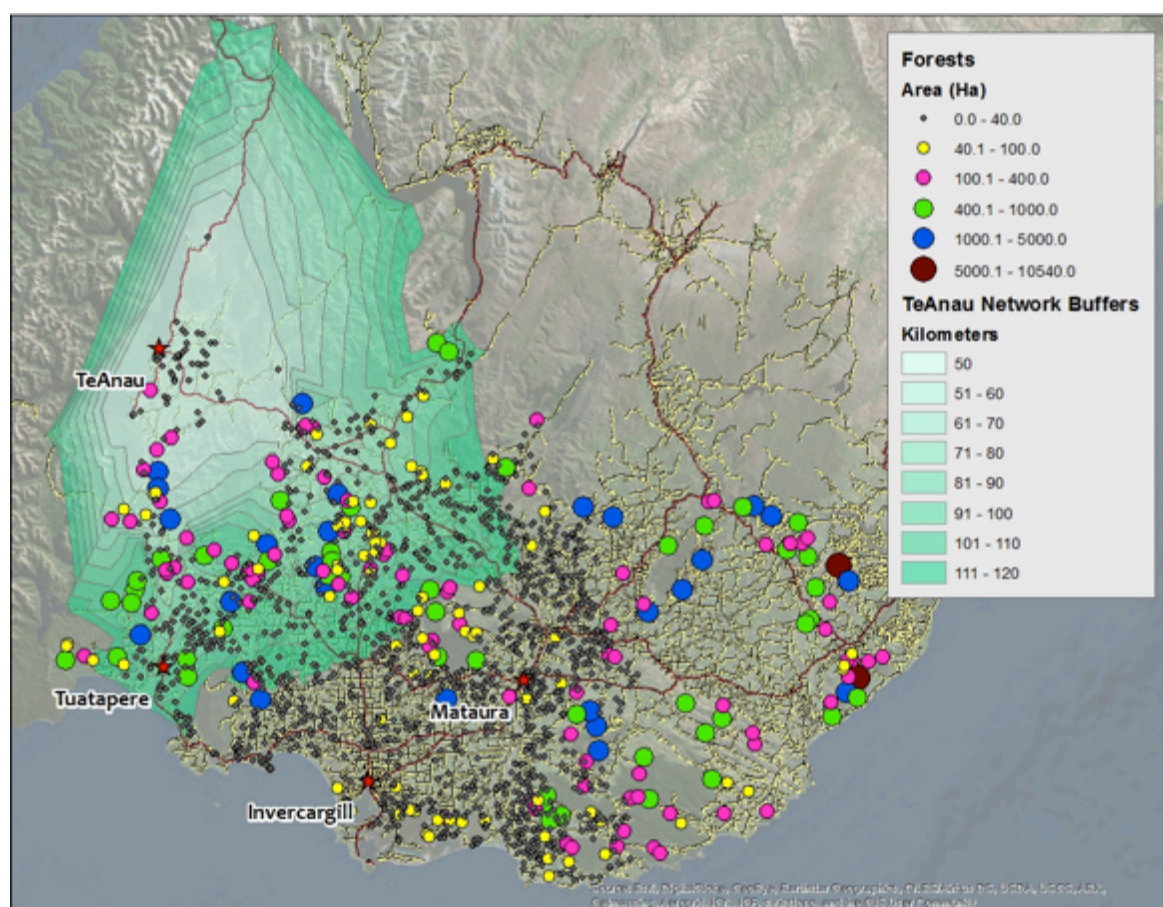 Forests
Area (Ha)
0.0 - 40.0
40.1 - 100.0
100.1 - 400.0
400.1 - 1000.0
1000.1 - 5000.0
5000.1 - 10540.0
TeAnau Network Buffers
Kilometers
50
51 - 60
61 - 70
71 - 80
81 - 90
91 - 100
101 - 110
111 - 120
TeAnau
Tuatapere
Mataura
Invercargill